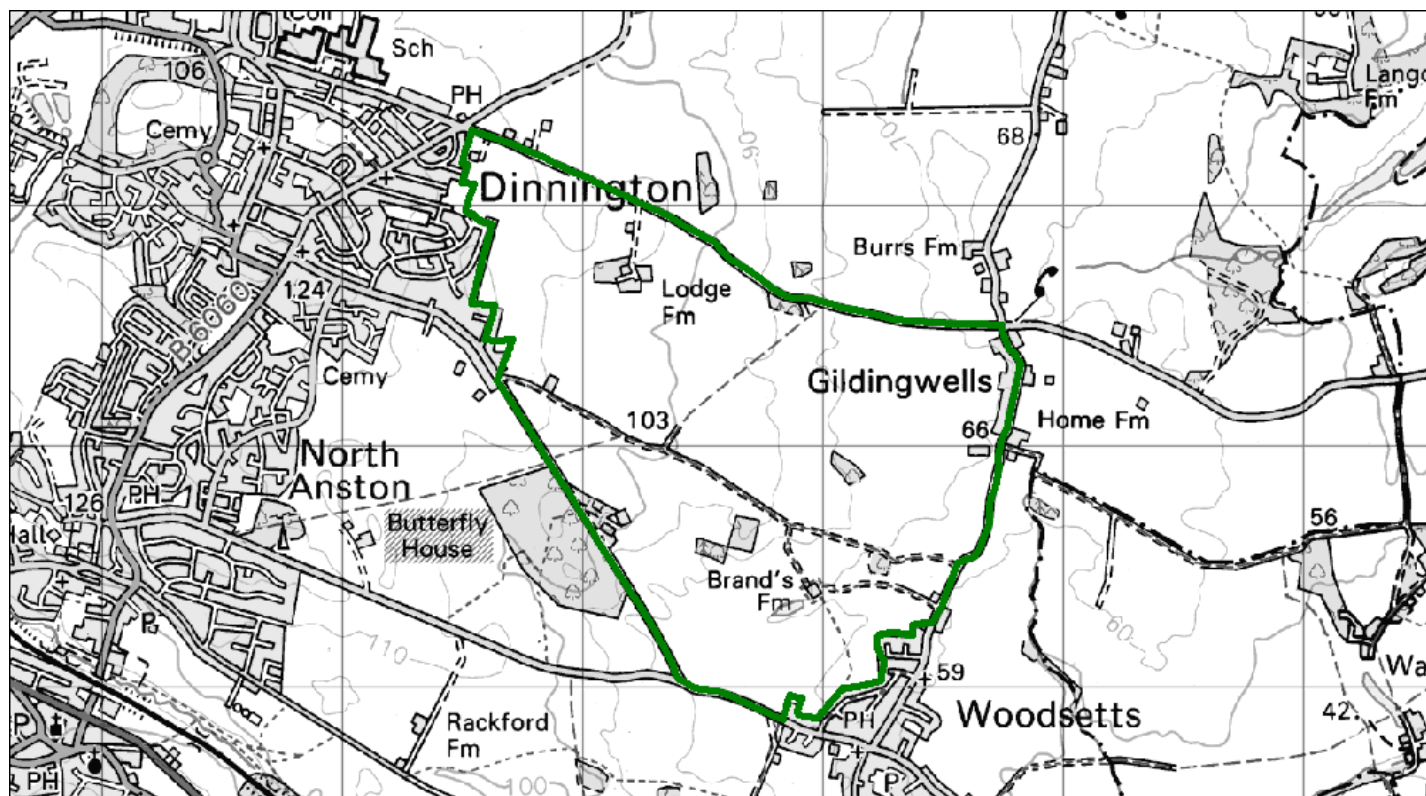 Coll
Sch
106
PH
Cemy
Dinnington
90
70
68
Lango
Fm
Burrs Fm
Lodge
Fm
124
B 6060
Cemy
Gildingwells
103
66
Home Fm
North
Anston
PH
126
Hall
Butterfly
House
56
Brand's
Fm
60
P
110
59
Woodsetts
Wa
Rackford
Fm
PH
42
P
PH
100
P